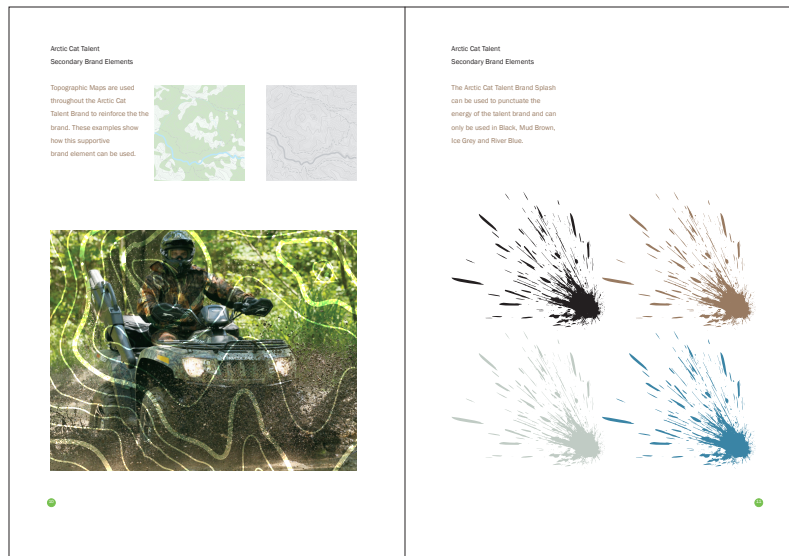 Arctic Cat Talent
Secondary Brand Elements
Topographic Maps are used
throughout the Arctic Cat
Talent Brand to reinforce the the
brand. These examples show
how this supportive
brand element can be used.
Arctic Cat Talent
Secondary Brand Elements
The Arctic Cat Talent Brand Splash
can be used to punctuate the
energy of the talent brand and can
only be used in Black, Mud Brown,
Ice Grey and River Blue.